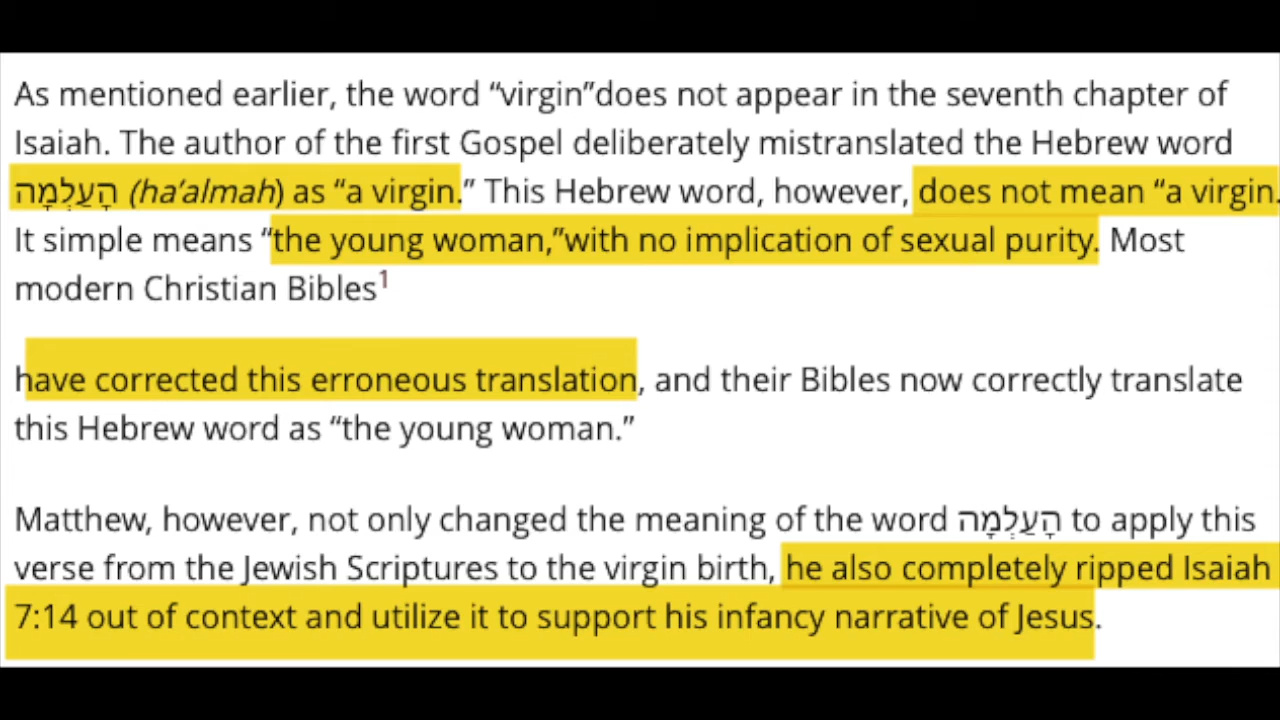 As mentioned earlier, the word “virgin”does not appear in the seventh chapter of
Isaiah. The author of the first Gospel deliberately mistranslated the Hebrew word
הָעַלְמָה (ha’almah) as “a virgin.” This Hebrew word, however, does not mean “a virgin.
It simple means “the young woman,”with no implication of sexual purity. Most
modern Christian Bibles1
have corrected this erroneous translation, and their Bibles now correctly translate
this Hebrew word as “the young woman.”
Matthew, however, not only changed the meaning of the word הָעַלְמָה to apply this
verse from the Jewish Scriptures to the virgin birth, he also completely ripped Isaiah
7:14 out of context and utilize it to support his infancy narrative of Jesus.